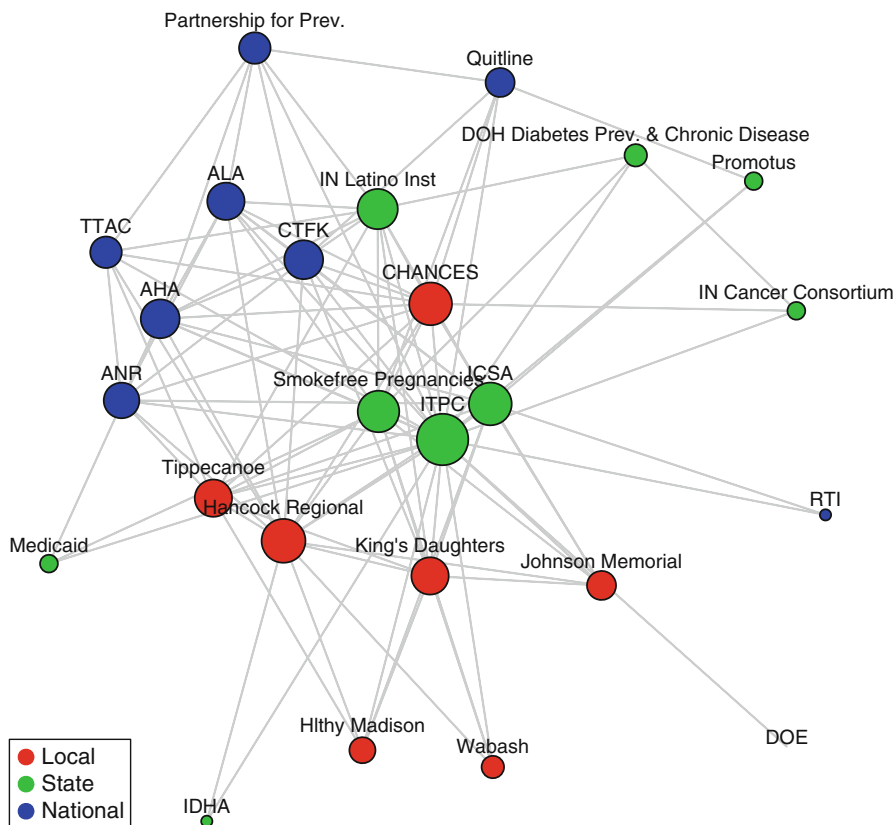 Partnership for Prev.
Quitline
DOH Diabetes Prev. & Chronic Disease
Promotus
ALA
IN Latino Inst
TTAC
CTFK
CHANCES
AHA
IN Cancer Consortium
ANR
Smokefree Pregnancies
ICSA
ITPC
Tippecanoe
Hancock Regional
RTI
Medicaid
King's Daughters
Johnson Memorial
Hlthy Madison
Wabash
DOE
Local
State
National
IDHA